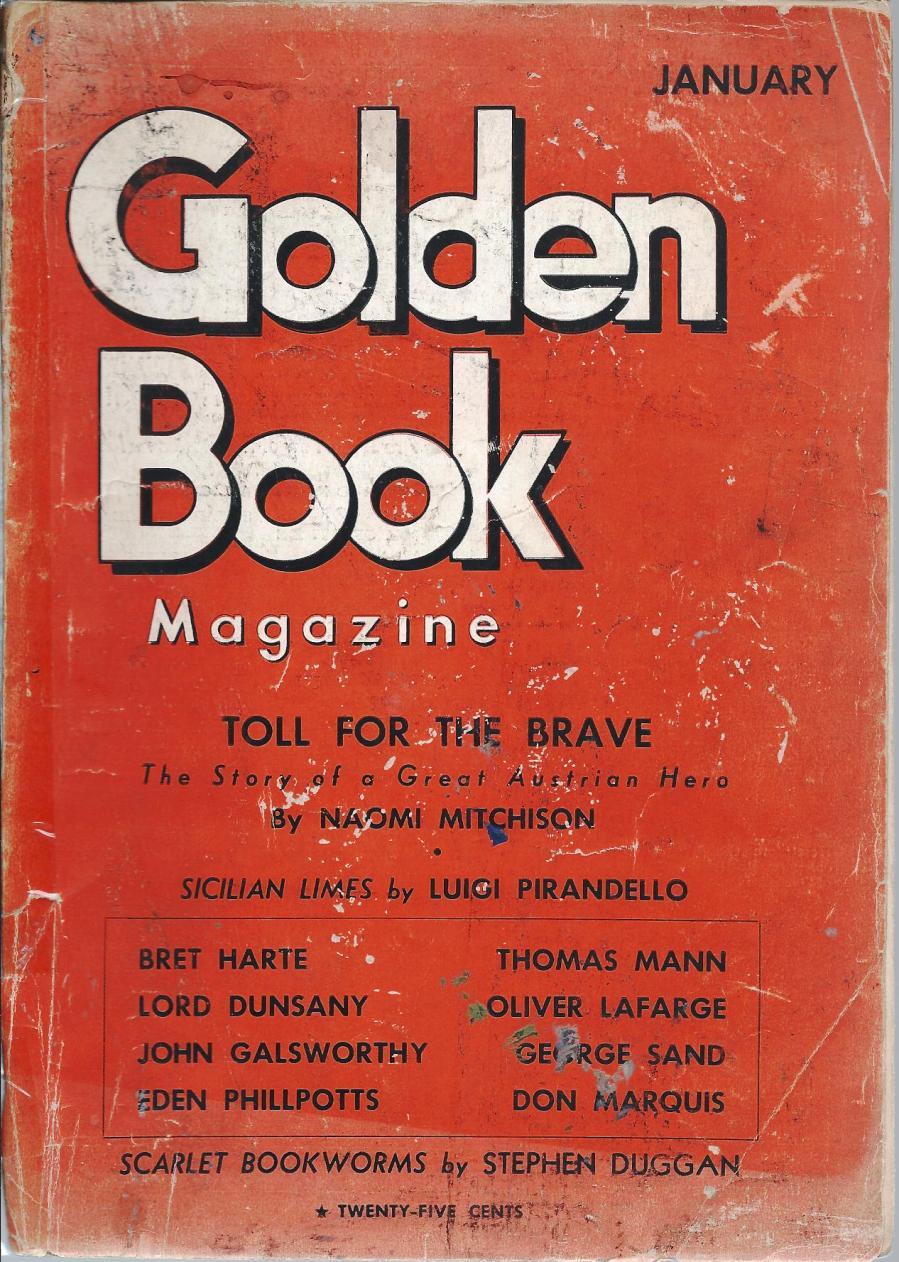 JANUARY
Golden
Book
Magazine
TOLL FOR THE BRAVE
The Story of a Great Austrian Hero
By NAOMI MITCHISON
•
SICILIAN LIMES by LUIGI PIRANDELLO
BRET HARTE THOMAS MANN
LORD DUNSANY OLIVER LAFARGE
JOHN GALSWORTHY GEORGE SAND
EDEN PHILLPOTTS DON MARQUIS
SCARLET BOOKWORMS by STEPHEN DUGGAN
★ TWENTY-FIVE CENTS